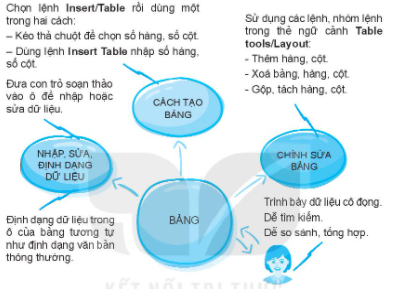 Chọn lệnh Insert/Table rồi dùng một
trong hai cách:
– Kéo thả chuột để chọn số hàng, số cột.
– Dùng lệnh Insert Table nhập số hàng,
số cột.
Đưa con trỏ soạn thảo
vào ô để nhập hoặc
sửa dữ liệu.
Sử dụng các lệnh, nhóm lệnh
trong thẻ ngữ cảnh Table
tools/Layout:
- Thêm hàng, cột.
- Xoá bảng, hàng, cột.
- Gộp, tách hàng, cột.
CÁCH TẠO
BẢNG
NHẬP, SỬA,
ĐỊNH DẠNG
DỮ LIỆU
CHỈNH SỬA
BẢNG
BẢNG
Định dạng dữ liệu trong
ô của bảng tương tự
như định dạng văn bản
thông thường.
Trình bày dữ liệu cô đọng.
Dễ tìm kiếm.
Dễ so sánh, tổng hợp.
KẾT NỐI TRI THỨC